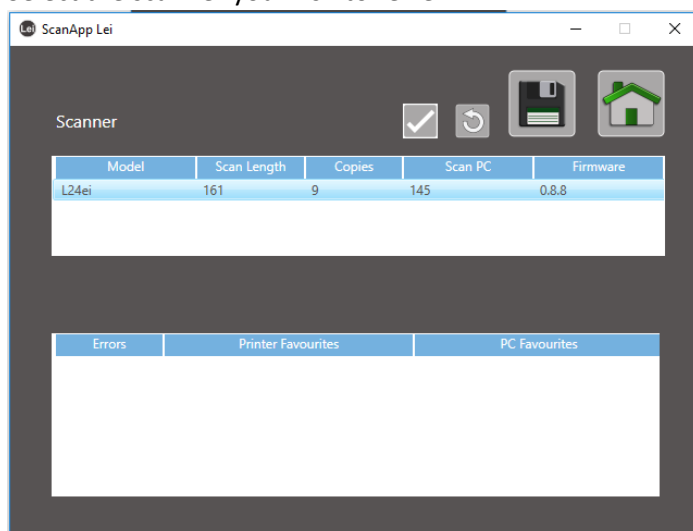 Lei ScanApp Lei
Scanner
Model Scan Length Copies Scan PC Firmware
L24ei 161 9 145 0.8.8
Errors Printer Favourites PC Favourites